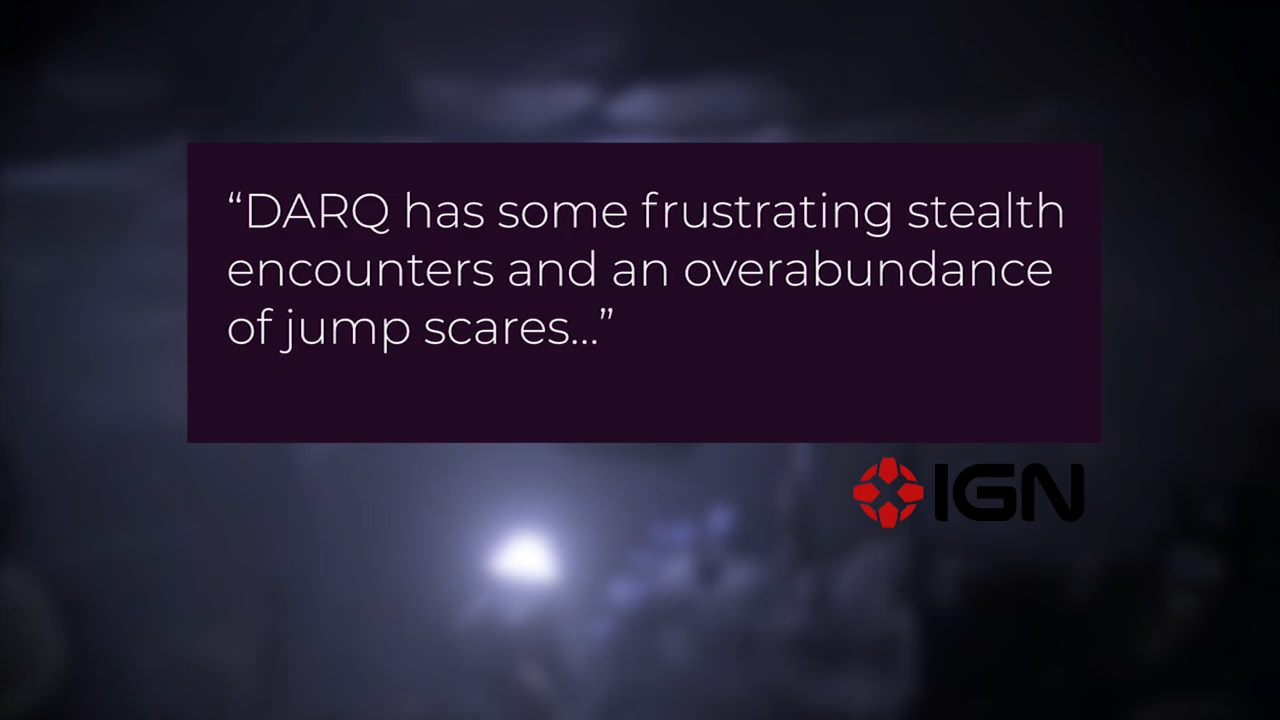 “DARQ has some frustrating stealth
encounters and an overabundance
of jump scares...”
IGN